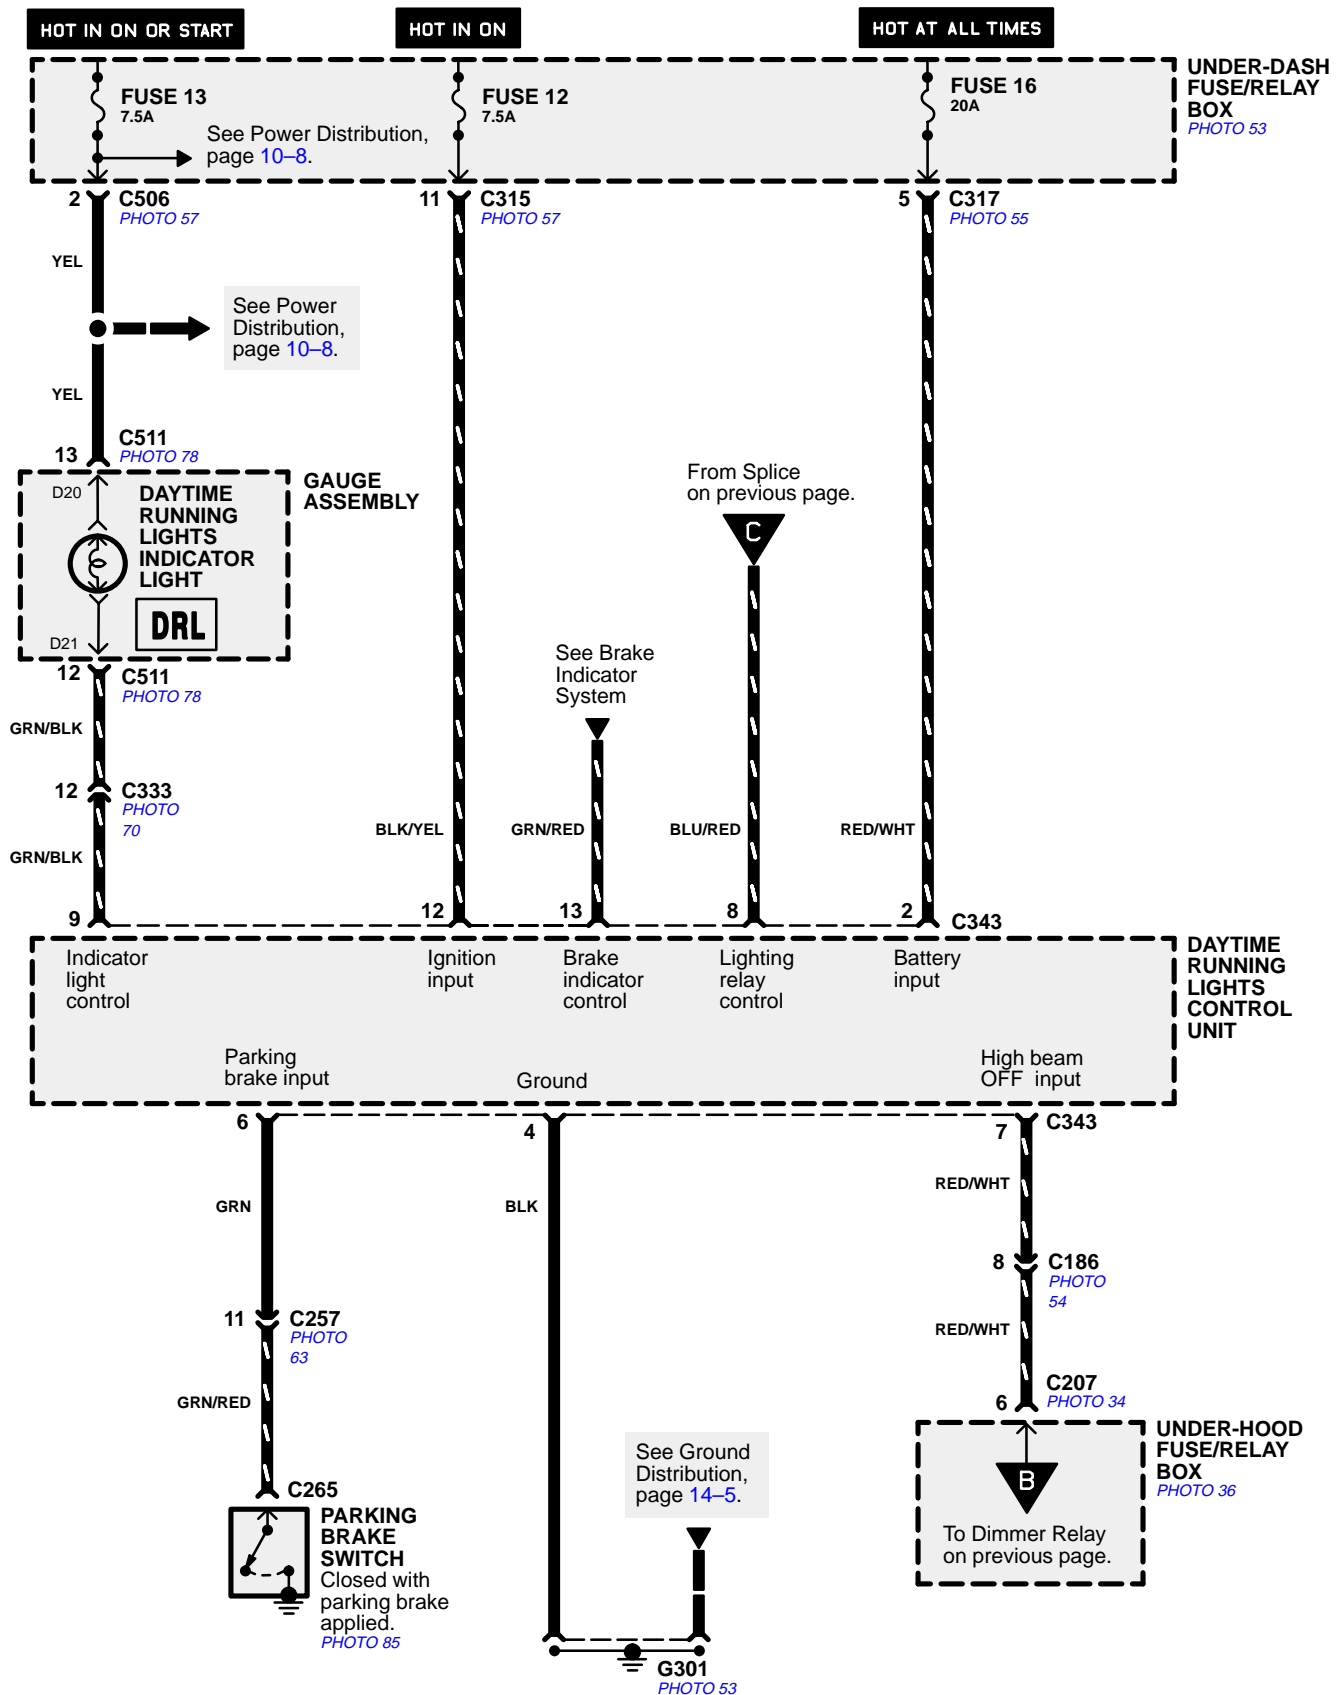 HOT IN ON OR START
HOT IN ON
HOT AT ALL TIMES
FUSE 13
7.5A
See Power Distribution,
page 10–8.
FUSE 12
7.5A
FUSE 16
20A
UNDER-DASH
FUSE/RELAY
BOX
PHOTO 53
2
C506
PHOTO 57
11
C315
PHOTO 57
5
C317
PHOTO 55
YEL
See Power
Distribution,
page 10–8.
YEL
13
C511
PHOTO 78
D20
DAYTIME
RUNNING
LIGHTS
INDICATOR
LIGHT
DRL
D21
GAUGE
ASSEMBLY
From Splice
on previous page.
C
12
C511
PHOTO 78
See Brake
Indicator
System
GRN/BLK
12
C333
PHOTO
70
GRN/BLK
BLK/YEL
GRN/RED
BLU/RED
RED/WHT
9
12
13
8
2
C343
Indicator
light
control
Ignition
input
Brake
indicator
control
Lighting
relay
control
Battery
input
DAYTIME
RUNNING
LIGHTS
CONTROL
UNIT
Parking
brake input
Ground
High beam
OFF input
6
4
7
C343
GRN
BLK
RED/WHT
8
C186
PHOTO
54
11
C257
PHOTO
63
RED/WHT
GRN/RED
6
C207
PHOTO 34
C265
PARKING
BRAKE
SWITCH
Closed with
parking brake
applied.
PHOTO 85
See Ground
Distribution,
page 14–5.
G301
PHOTO 53
B
To Dimmer Relay
on previous page.
UNDER-HOOD
FUSE/RELAY
BOX
PHOTO 36